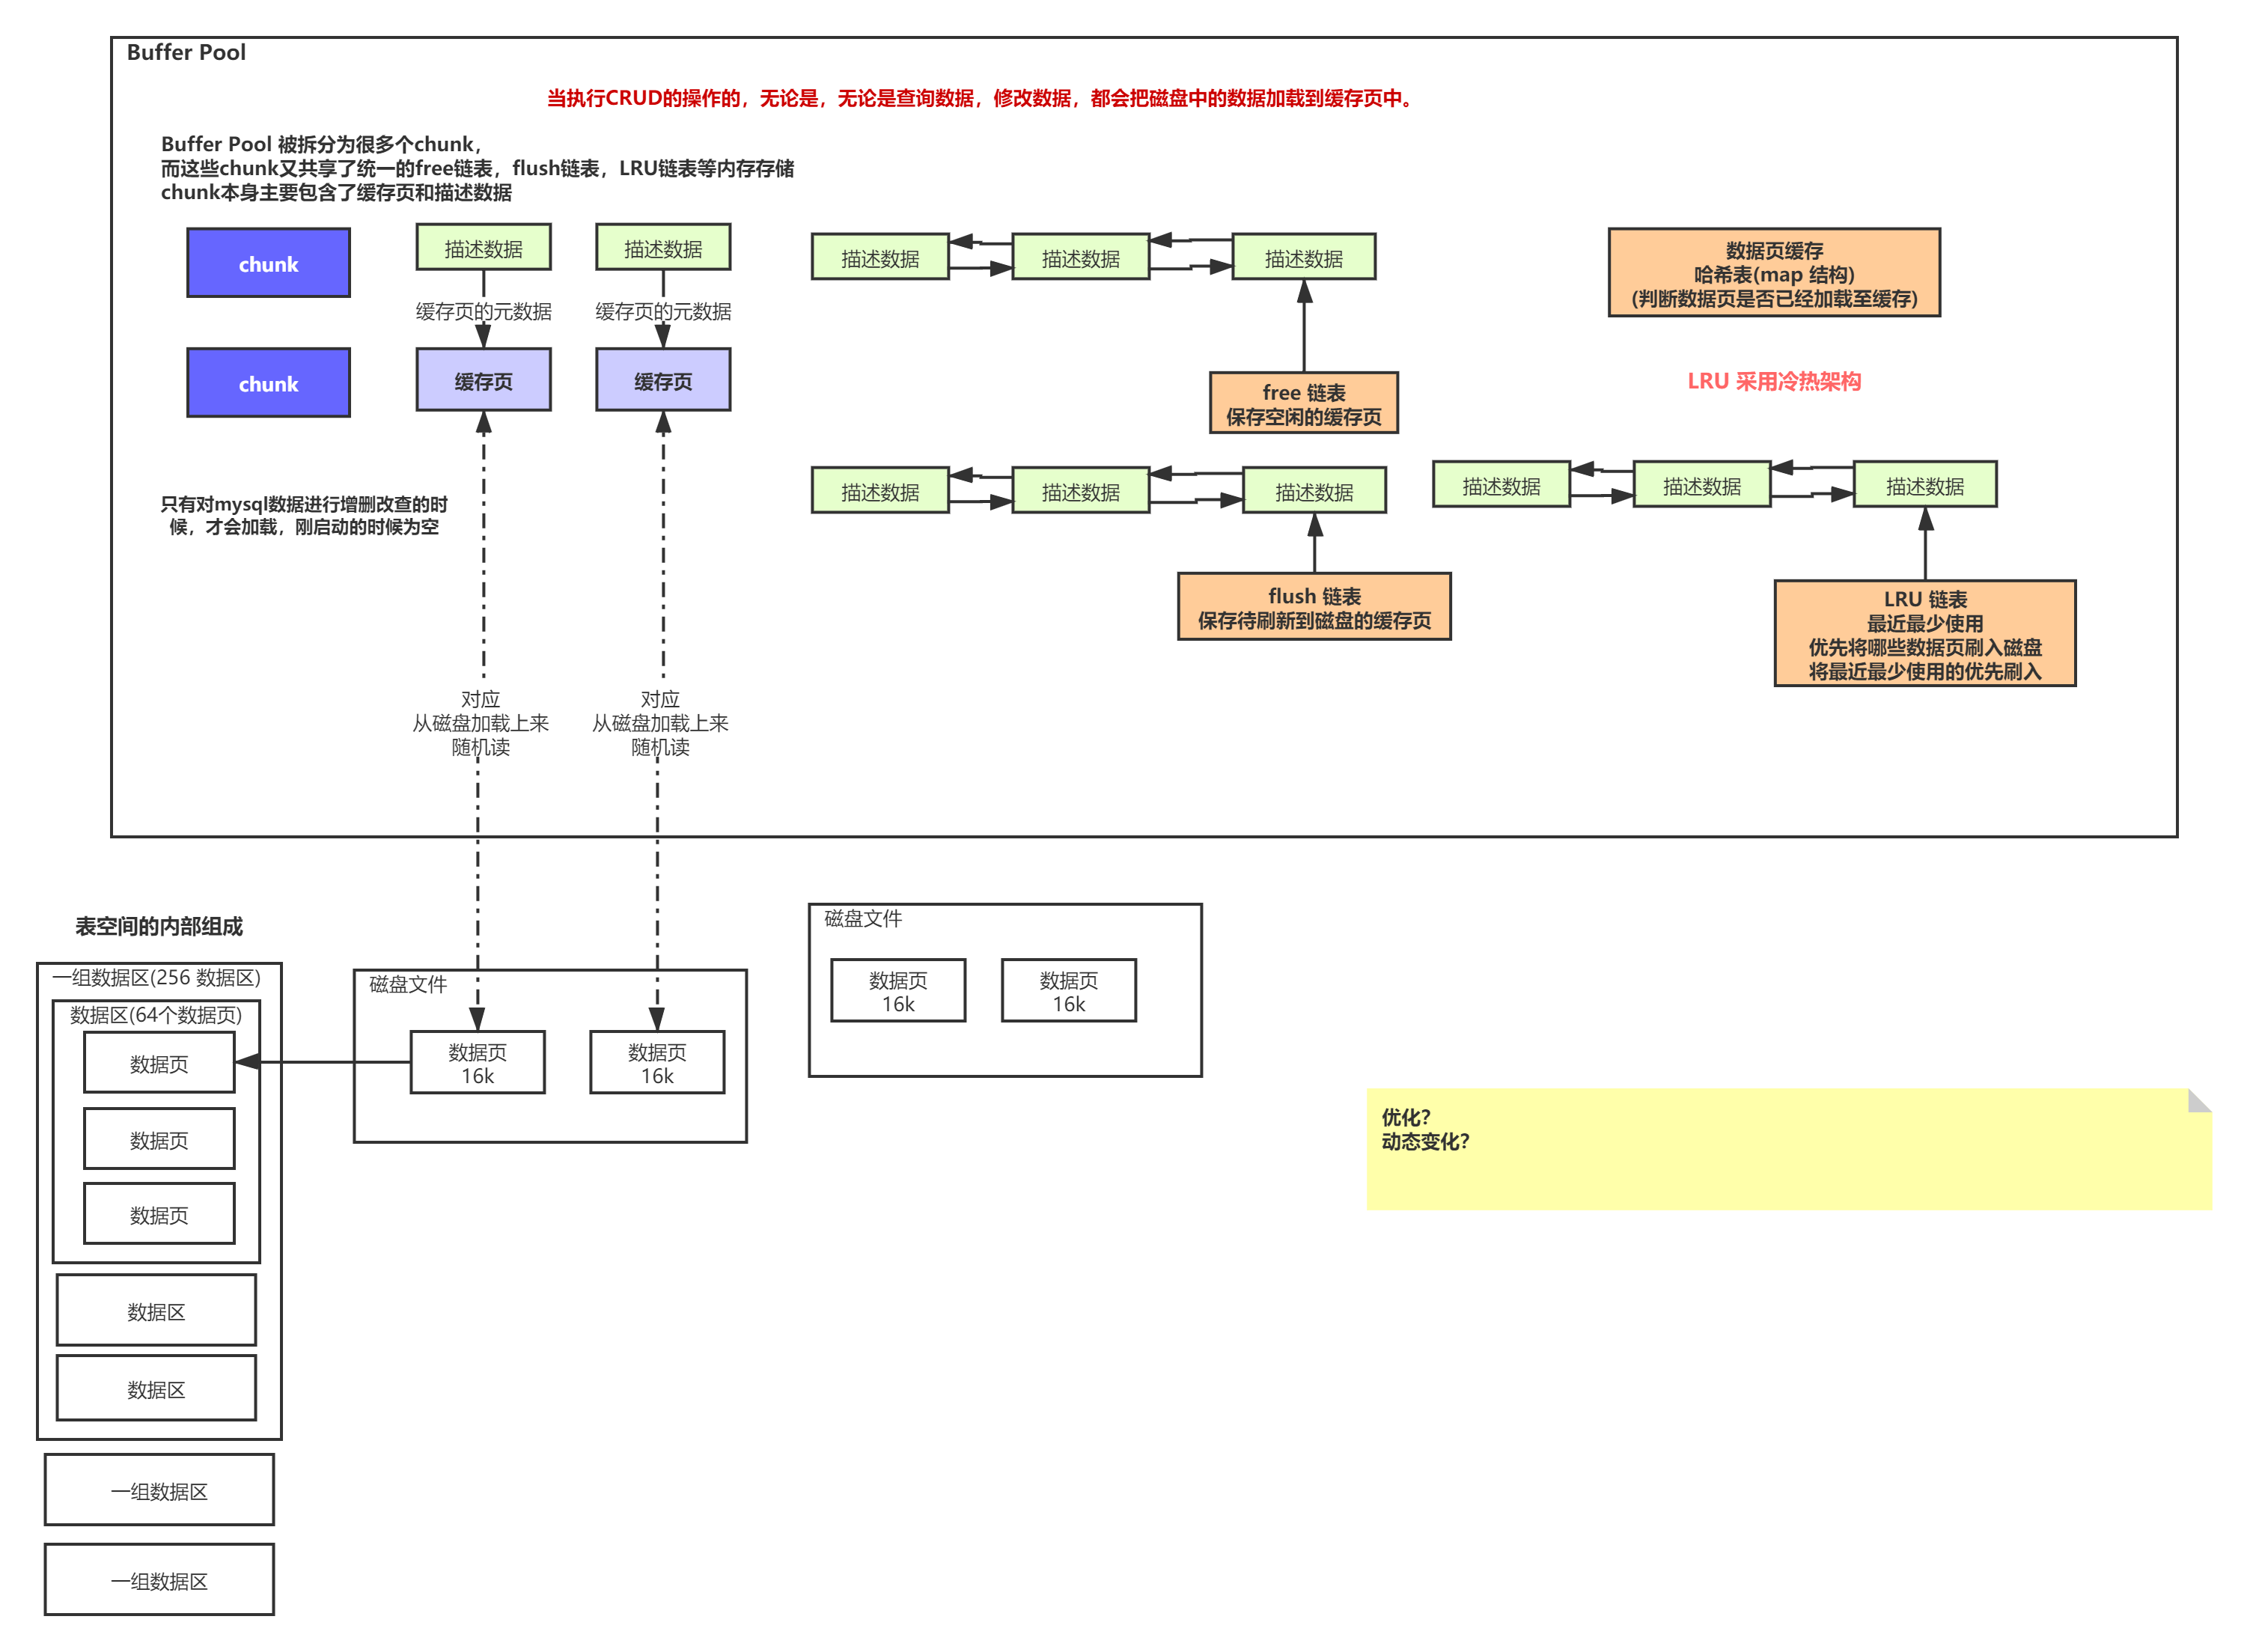 Buffer Pool
当执行CRUD的操作的，无论是，无论是查询数据，修改数据，都会把磁盘中的数据加载到缓存页中。
Buffer Pool 被拆分为很多个chunk，
而这些chunk又共享了统一的free链表，flush链表，LRU链表等内存存储
chunk本身主要包含了缓存页和描述数据
chunk
描述数据
描述数据
缓存页的元数据
缓存页的元数据
chunk
缓存页
缓存页
只有对mysql数据进行增删改查的时
候，才会加载，刚启动的时候为空
对应
从磁盘加载上来
随机读
对应
从磁盘加载上来
随机读
描述数据
描述数据
描述数据
free 链表
保存空闲的缓存页
描述数据
描述数据
描述数据
flush 链表
保存待刷新到磁盘的缓存页
数据页缓存
哈希表(map 结构)
(判断数据页是否已经加载至缓存)
LRU 采用冷热架构
描述数据
描述数据
描述数据
LRU 链表
最近最少使用
优先将哪些数据页刷入磁盘
将最近最少使用的优先刷入
表空间的内部组成
一组数据区(256 数据区)
数据区(64个数据页)
数据页
数据页
数据页
数据区
数据区
一组数据区
一组数据区
磁盘文件
数据页
16k
数据页
16k
磁盘文件
数据页
16k
数据页
16k
优化?
动态变化?